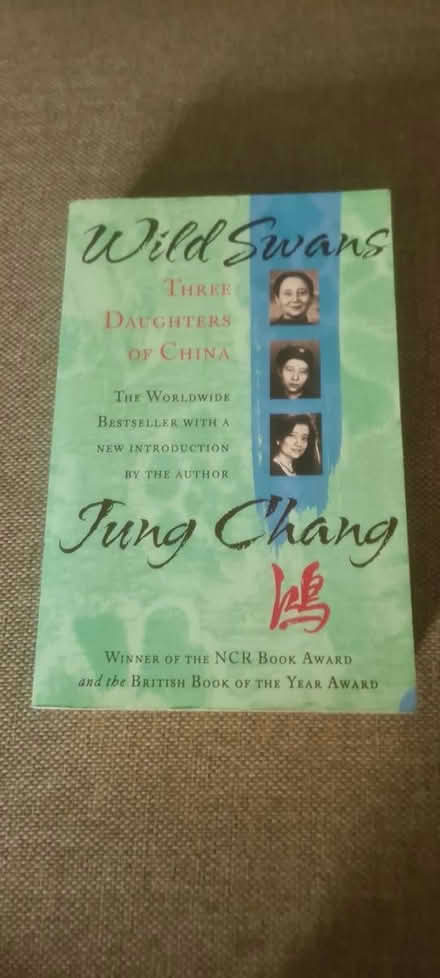 Wild Swans
Three
Daughters
of China
The Worldwide
Bestseller with a
new introduction
by the author
Jung Chang
鴻
Winner of the NCR Book Award
and the British Book of the Year Award